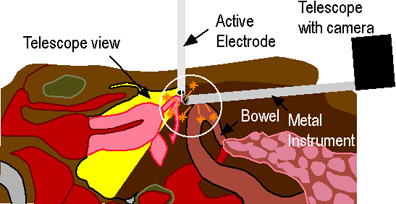 Telescope
with camera
Active
Electrode
Telescope view
Bowel
Metal
Instrument